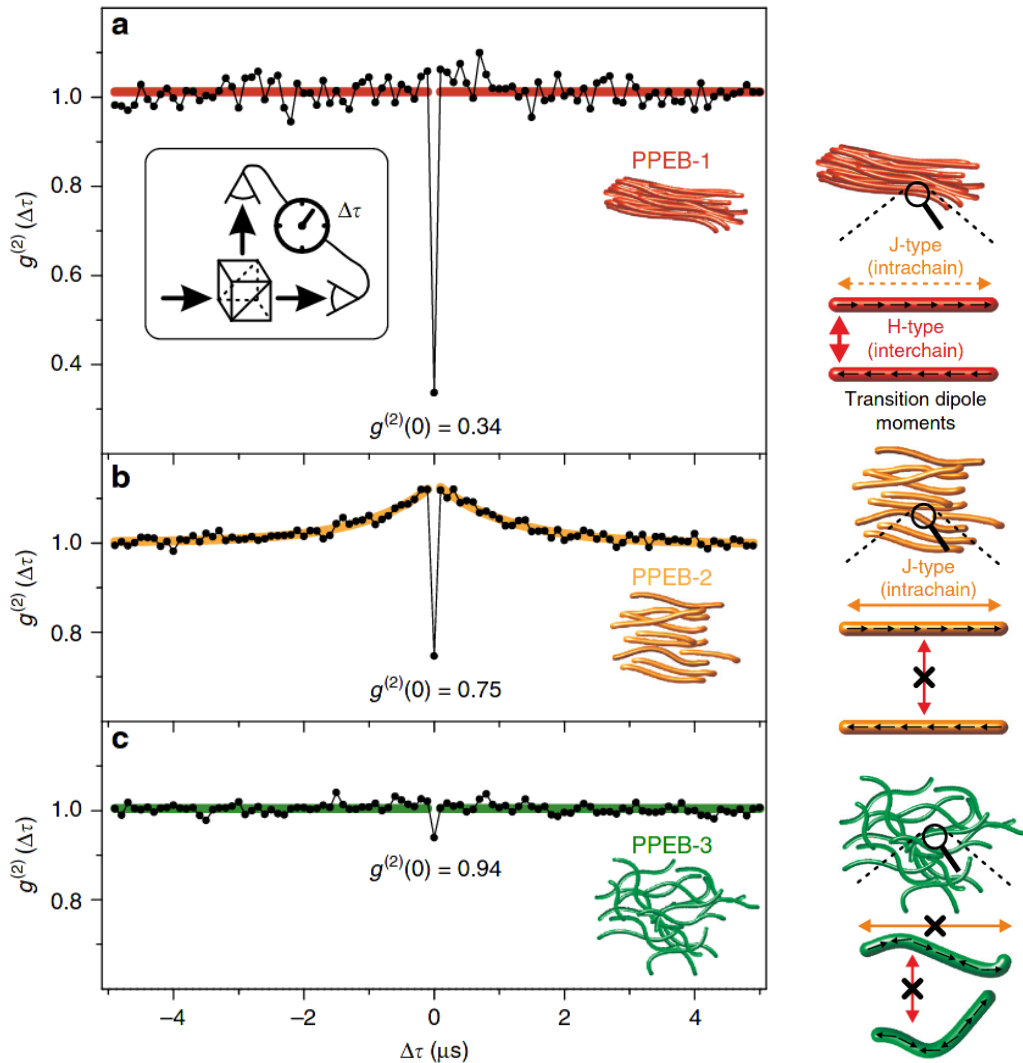 a
g⁽²⁾ (Δτ)
1.0
0.8
0.6
0.4
Δτ
PPEB-1
g⁽²⁾(0) = 0.34
J-type
(intrachain)
H-type
(interchain)
Transition dipole
moments
b
g⁽²⁾ (Δτ)
1.0
0.8
PPEB-2
g⁽²⁾(0) = 0.75
J-type
(intrachain)
c
g⁽²⁾ (Δτ)
1.0
0.8
PPEB-3
g⁽²⁾(0) = 0.94
−4 −2 0 2 4
Δτ (μs)